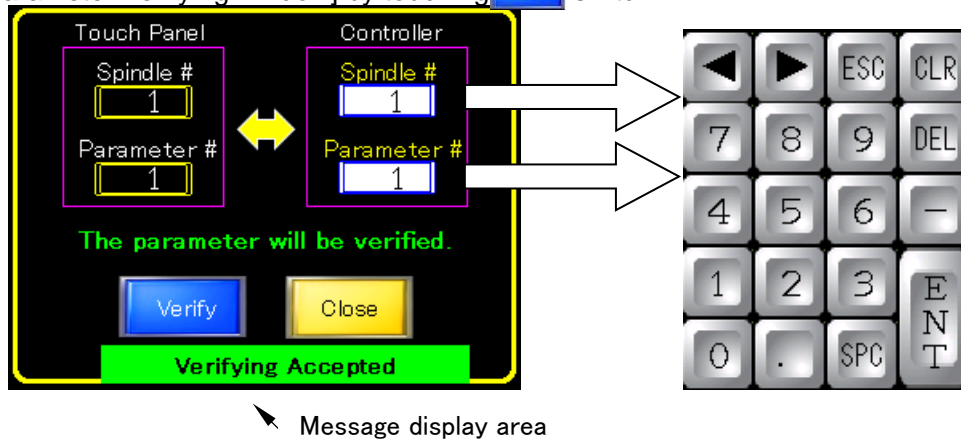 Touch Panel
Controller
Spindle #
1
Parameter #
1
Spindle #
1
Parameter #
1
The parameter will be verified.
Verify
Close
Verifying Accepted
Message display area
◀ ▶ ESC CLR
7 8 9 DEL
4 5 6 -
1 2 3 ENT
0 . SPC